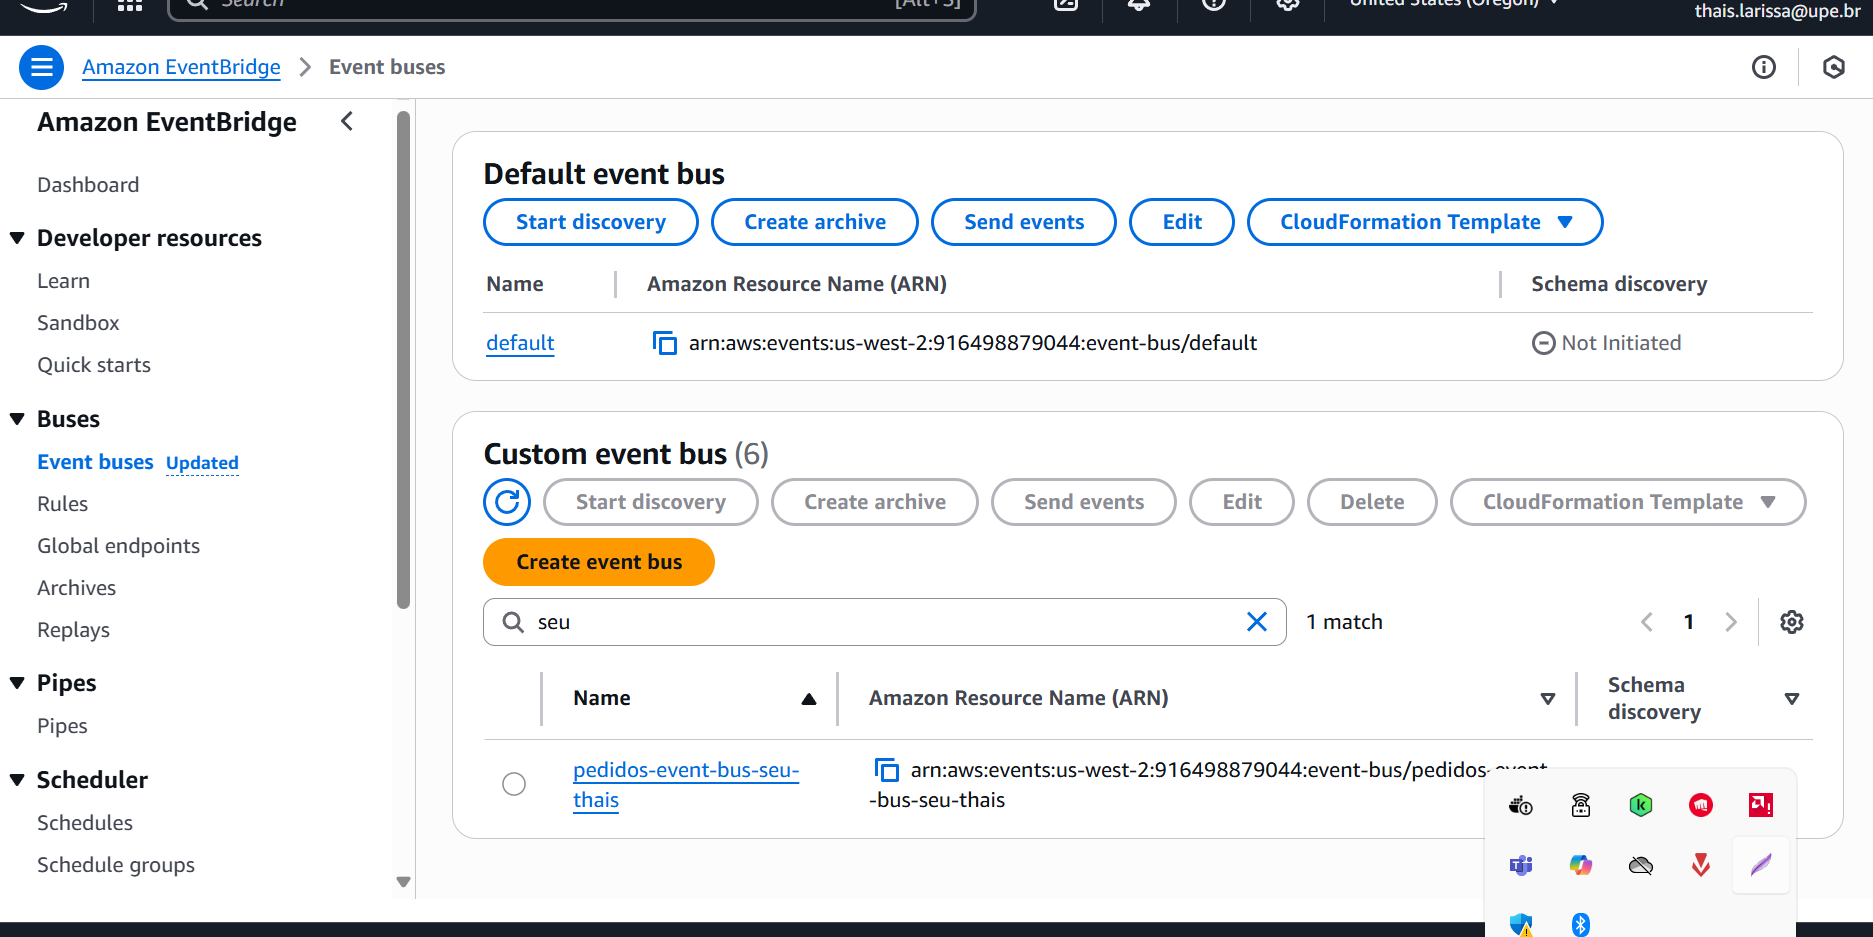 Search
[Alt+S]
United States (Oregon)
thais.larissa@upe.br
Amazon EventBridge
Event buses
Amazon EventBridge
Dashboard
Developer resources
Learn
Sandbox
Quick starts
Buses
Event buses Updated
Rules
Global endpoints
Archives
Replays
Pipes
Pipes
Scheduler
Schedules
Schedule groups
Default event bus
Start discovery
Create archive
Send events
Edit
CloudFormation Template
Name
Amazon Resource Name (ARN)
Schema discovery
default
arn:aws:events:us-west-2:916498879044:event-bus/default
Not Initiated
Custom event bus (6)
Start discovery
Create archive
Send events
Edit
Delete
CloudFormation Template
Create event bus
seu
1 match
1
Name
Amazon Resource Name (ARN)
Schema
discovery
pedidos-event-bus-seu-
thais
arn:aws:events:us-west-2:916498879044:event-bus/pedidos-event
-bus-seu-thais